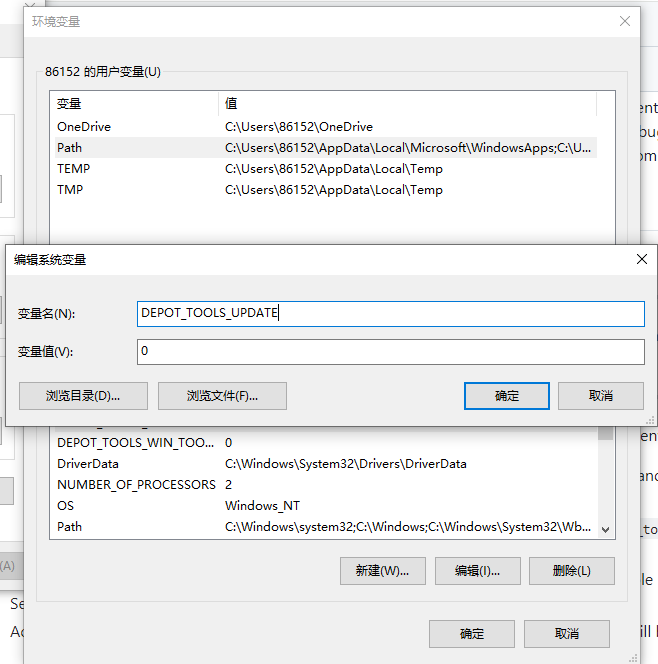 环境变量
86152 的用户变量(U)
变量 值
OneDrive C:\Users\86152\OneDrive
Path C:\Users\86152\AppData\Local\Microsoft\WindowsApps;C:\U...
TEMP C:\Users\86152\AppData\Local\Temp
TMP C:\Users\86152\AppData\Local\Temp
编辑系统变量
变量名(N): DEPOT_TOOLS_UPDATE
变量值(V): 0
浏览目录(D)... 浏览文件(F)... 确定 取消
DEPOT_TOOLS_WIN_TOO... 0
DriverData C:\Windows\System32\Drivers\DriverData
NUMBER_OF_PROCESSORS 2
OS Windows_NT
Path C:\Windows\system32;C:\Windows;C:\Windows\System32\Wb...
新建(W)... 编辑(I)... 删除(L)
确定 取消
(A)